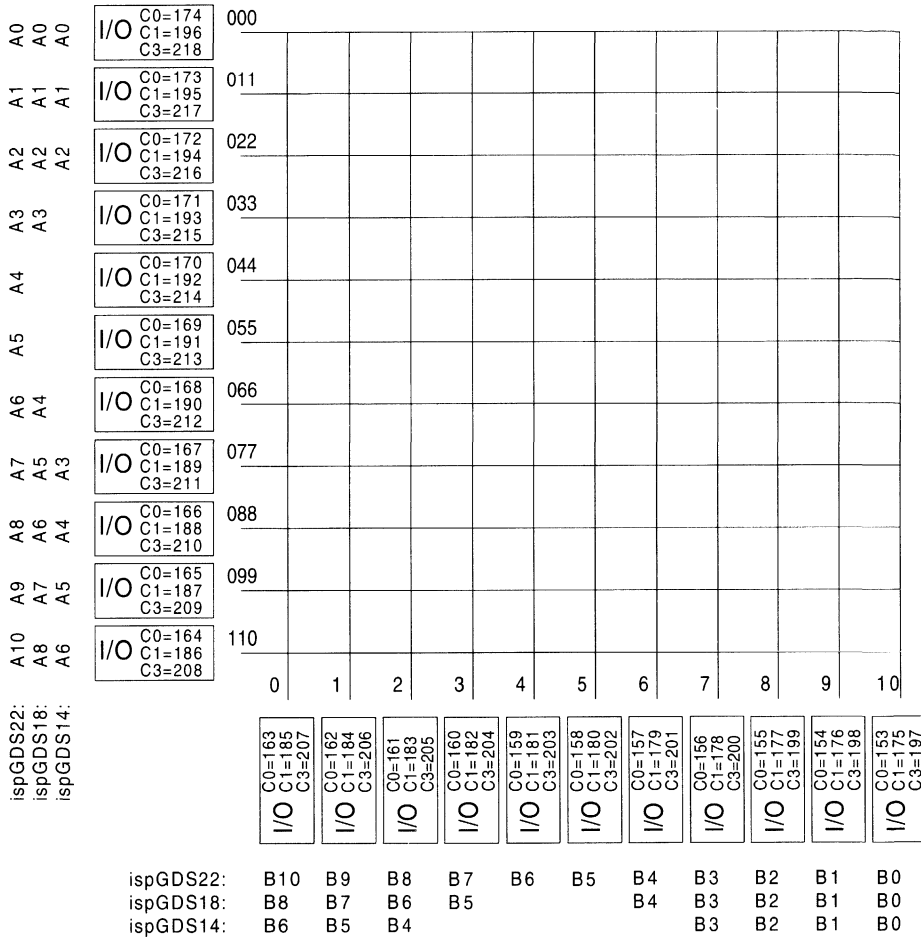 A0 A0 A0 I/O C0=174 000
C1=196
C3=218
A1 A1 A1 I/O C0=173 011
C1=195
C3=217
A2 A2 A2 I/O C0=172 022
C1=194
C3=216
A3 A3 I/O C0=171 033
C1=193
C3=215
A4 I/O C0=170 044
C1=192
C3=214
A5 I/O C0=169 055
C1=191
C3=213
A6 A4 I/O C0=168 066
C1=190
C3=212
A7 A5 A3 I/O C0=167 077
C1=189
C3=211
A8 A6 A4 I/O C0=166 088
C1=188
C3=210
A9 A7 A5 I/O C0=165 099
C1=187
C3=209
A10 A8 A6 I/O C0=164 110
C1=186
C3=208
0 1 2 3 4 5 6 7 8 9 10
ispGDS22:
ispGDS18:
ispGDS14:
I/O C0=163
C1=185
C3=207
I/O C0=162
C1=184
C3=206
I/O C0=161
C1=183
C3=205
I/O C0=160
C1=182
C3=204
I/O C0=159
C1=181
C3=203
I/O C0=158
C1=180
C3=202
I/O C0=157
C1=179
C3=201
I/O C0=156
C1=178
C3=200
I/O C0=155
C1=177
C3=199
I/O C0=154
C1=176
C3=198
I/O C0=153
C1=175
C3=197
ispGDS22: B10 B9 B8 B7 B6 B5 B4 B3 B2 B1 B0
ispGDS18: B8 B7 B6 B5 B4 B3 B2 B1 B0
ispGDS14: B6 B5 B4 B3 B2 B1 B0